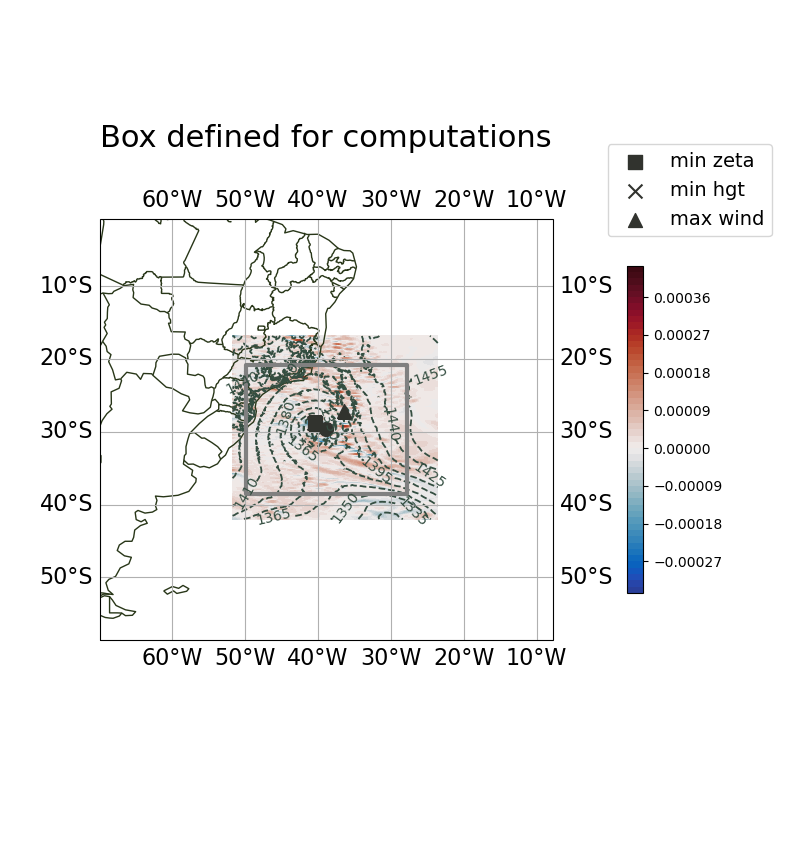 Box defined for computations
min zeta
min hgt
max wind
60°W 50°W 40°W 30°W 20°W 10°W
10°S 10°S
20°S 20°S
30°S 30°S
40°S 40°S
50°S 50°S
60°W 50°W 40°W 30°W 20°W 10°W
1455
1380
1440
1365
1395
1425
1365
1350
1335
0.00036
0.00027
0.00018
0.00009
0.00000
−0.00009
−0.00018
−0.00027